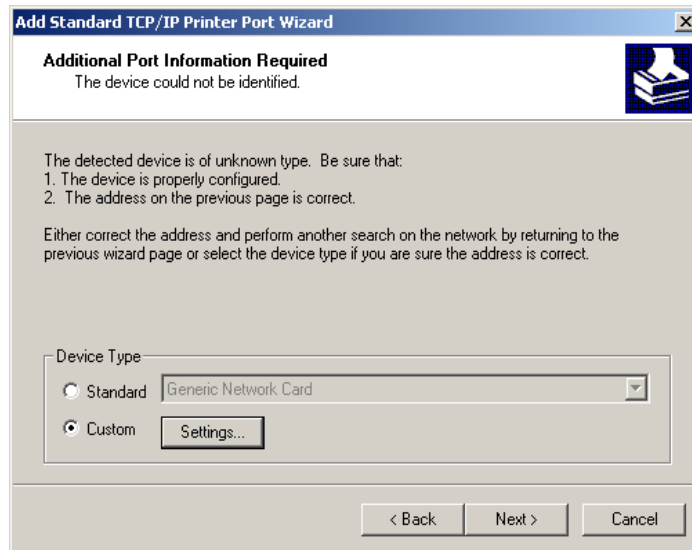 Add Standard TCP/IP Printer Port Wizard
Additional Port Information Required
The device could not be identified.
The detected device is of unknown type. Be sure that:
1. The device is properly configured.
2. The address on the previous page is correct.
Either correct the address and perform another search on the network by returning to the
previous wizard page or select the device type if you are sure the address is correct.
Device Type
Standard Generic Network Card
Custom Settings...
< Back Next > Cancel